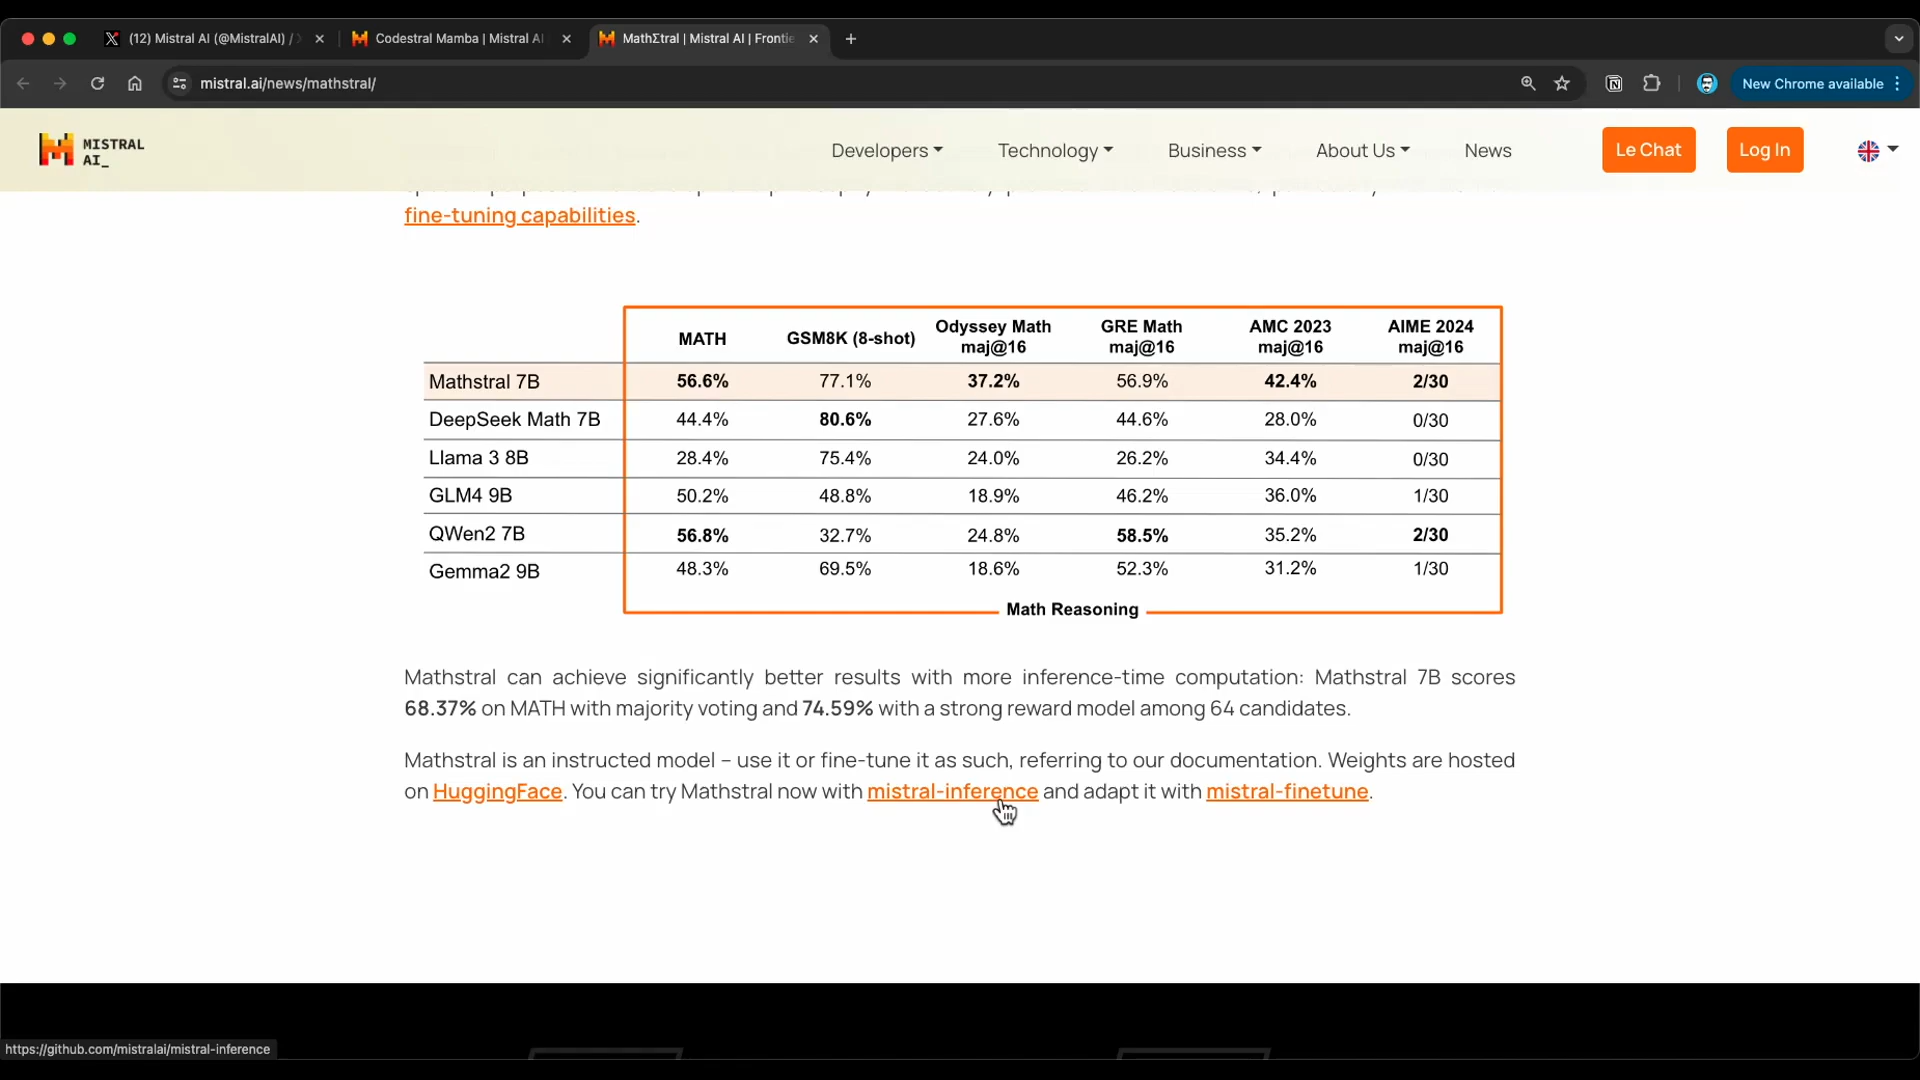 (12) Mistral AI (@MistralAI) /
Codestral Mamba | Mistral AI
MathΣtral | Mistral AI | Frontie
mistral.ai/news/mathstral/
New Chrome available
MISTRAL
AI_
Developers
Technology
Business
About Us
News
Le Chat
Log In
fine-tuning capabilities.
MATH GSM8K (8-shot) Odyssey Math maj@16 GRE Math maj@16 AMC 2023 maj@16 AIME 2024 maj@16
Mathstral 7B 56.6% 77.1% 37.2% 56.9% 42.4% 2/30
DeepSeek Math 7B 44.4% 80.6% 27.6% 44.6% 28.0% 0/30
Llama 3 8B 28.4% 75.4% 24.0% 26.2% 34.4% 0/30
GLM4 9B 50.2% 48.8% 18.9% 46.2% 36.0% 1/30
QWen2 7B 56.8% 32.7% 24.8% 58.5% 35.2% 2/30
Gemma2 9B 48.3% 69.5% 18.6% 52.3% 31.2% 1/30
Math Reasoning
Mathstral can achieve significantly better results with more inference-time computation: Mathstral 7B scores
68.37% on MATH with majority voting and 74.59% with a strong reward model among 64 candidates.
Mathstral is an instructed model – use it or fine-tune it as such, referring to our documentation. Weights are hosted
on HuggingFace. You can try Mathstral now with mistral-inference and adapt it with mistral-finetune.
https://github.com/mistralai/mistral-inference